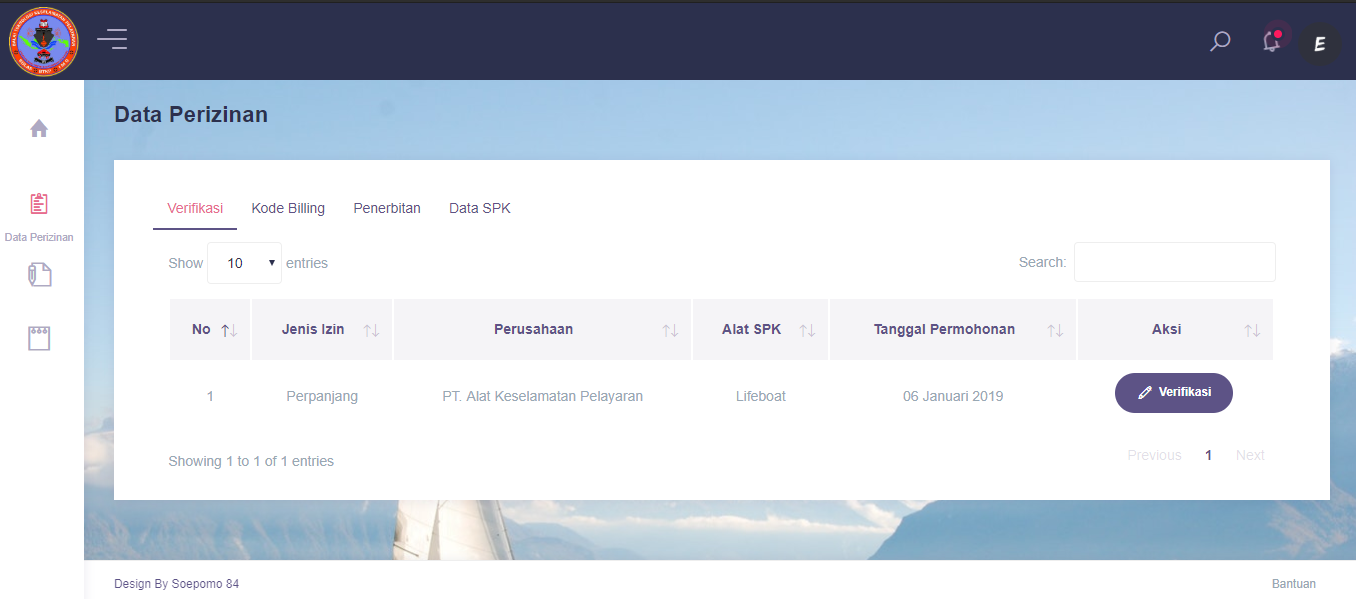 E
Data Perizinan
Data Perizinan
Verifikasi Kode Billing Penerbitan Data SPK
Show 10 entries Search:
No Jenis Izin Perusahaan Alat SPK Tanggal Permohonan Aksi
1 Perpanjang PT. Alat Keselamatan Pelayaran Lifeboat 06 Januari 2019 Verifikasi
Showing 1 to 1 of 1 entries Previous 1 Next
Design By Soepomo 84 Bantuan